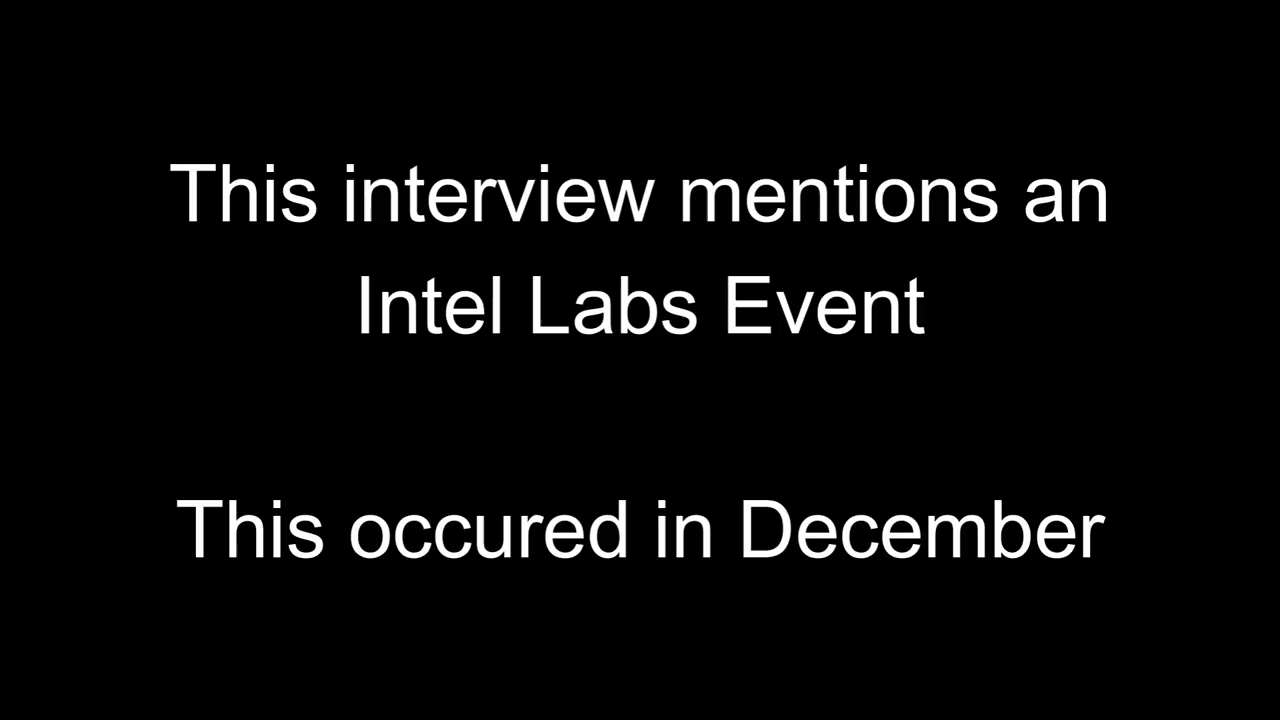 This interview mentions an
Intel Labs Event
This occured in December